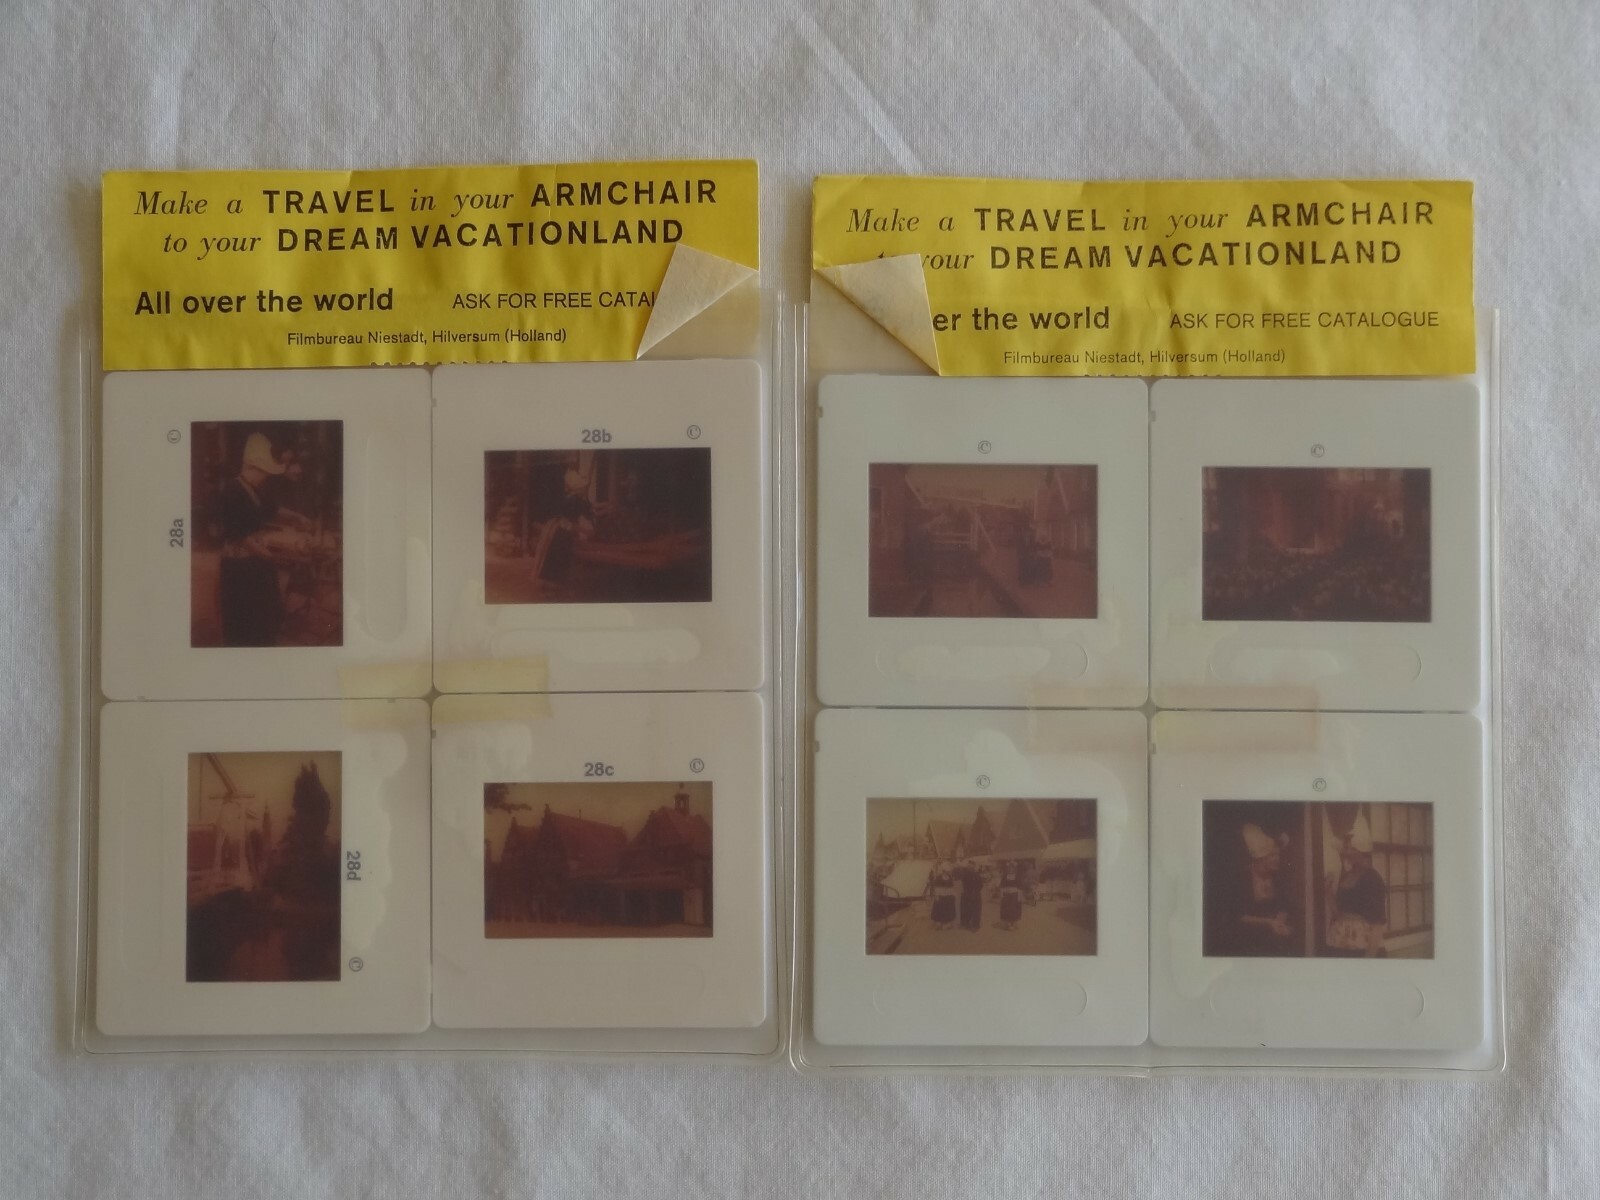 Make a TRAVEL in your ARMCHAIR
to your DREAM VACATIONLAND
All over the world ASK FOR FREE CATAL
Filmbureau Niestadt, Hilversum (Holland)
©
28a
28b ©
28d
©
28c ©
Make a TRAVEL in your ARMCHAIR
to your DREAM VACATIONLAND
er the world ASK FOR FREE CATALOGUE
Filmbureau Niestadt, Hilversum (Holland)
©
©
©
©